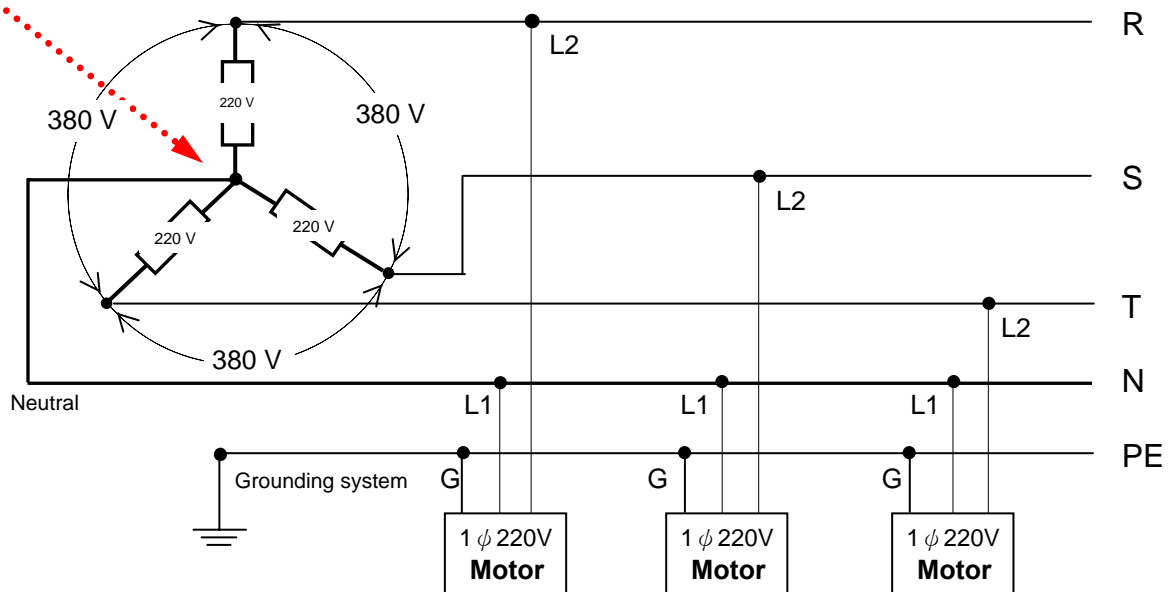 R
L2
220 V
380 V
380 V
S
L2
220 V
220 V
T
L2
380 V
N
Neutral
L1
L1
L1
PE
Grounding system
G
G
G
1 ϕ 220V
Motor
1 ϕ 220V
Motor
1 ϕ 220V
Motor